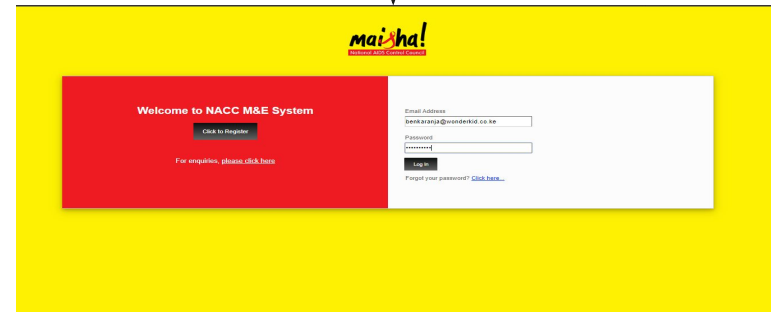 maisha!
National AIDS Control Council
Welcome to NACC M&E System
Click to Register
For enquiries, please click here
Email Address
benkaranja@wonderkid.co.ke
Password
••••••••••
Log In
Forgot your password? Click here...